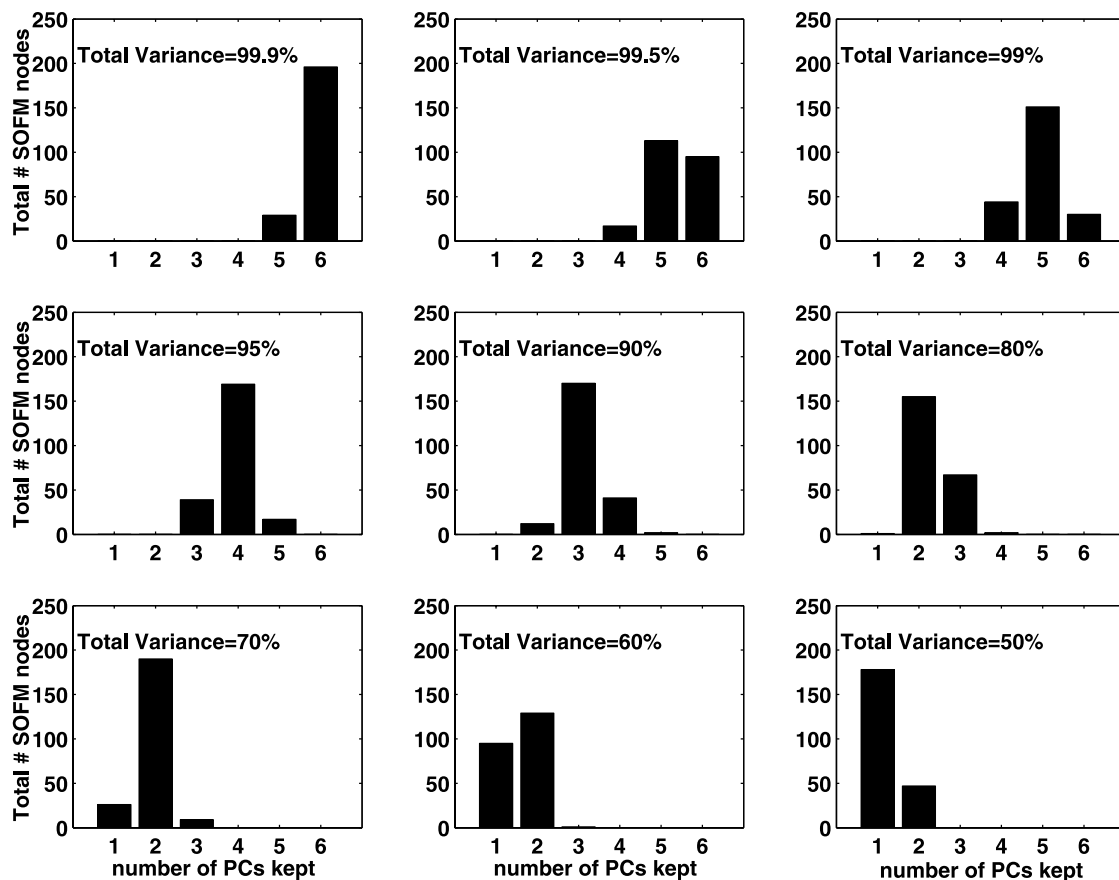 Total # SOFM nodes
250
200
150
100
50
0
Total Variance=99.9%
1 2 3 4 5 6
250
200
150
100
50
0
Total Variance=99.5%
1 2 3 4 5 6
250
200
150
100
50
0
Total Variance=99%
1 2 3 4 5 6
Total # SOFM nodes
250
200
150
100
50
0
Total Variance=95%
1 2 3 4 5 6
250
200
150
100
50
0
Total Variance=90%
1 2 3 4 5 6
250
200
150
100
50
0
Total Variance=80%
1 2 3 4 5 6
Total # SOFM nodes
250
200
150
100
50
0
Total Variance=70%
1 2 3 4 5 6
number of PCs kept
250
200
150
100
50
0
Total Variance=60%
1 2 3 4 5 6
number of PCs kept
250
200
150
100
50
0
Total Variance=50%
1 2 3 4 5 6
number of PCs kept